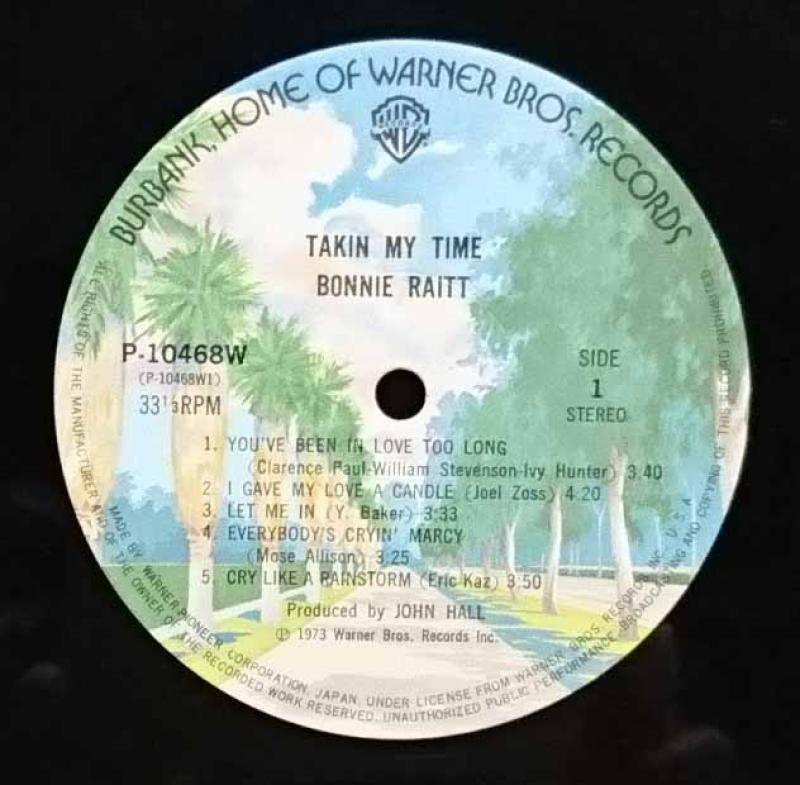 BURBANK, HOME OF WARNER BROS. RECORDS
WB
RECORDS
TAKIN MY TIME
BONNIE RAITT
P-10468W
(P-10468W1)
33 1/3 RPM
SIDE
1
STEREO
1. YOU'VE BEEN IN LOVE TOO LONG
(Clarence Paul-William Stevenson-Ivy Hunter) 3.40
2. I GAVE MY LOVE A CANDLE (Joel Zoss) 4.20
3. LET ME IN (Y. Baker) 3:33
4. EVERYBODY'S CRYIN' MARCY
(Mose Allison) 3.25
5. CRY LIKE A RAINSTORM (Eric Kaz) 3.50
Produced by JOHN HALL
Ⓟ 1973 Warner Bros. Records Inc.
MADE BY WARNER-PIONEER CORPORATION, JAPAN, UNDER LICENSE FROM WARNER BROS. RECORDS INC., U.S.A.
ALL RIGHTS OF THE MANUFACTURER AND OF THE OWNER OF THE RECORDED WORK RESERVED. UNAUTHORIZED PUBLIC PERFORMANCE, BROADCASTING AND COPYING OF THIS RECORD PROHIBITED